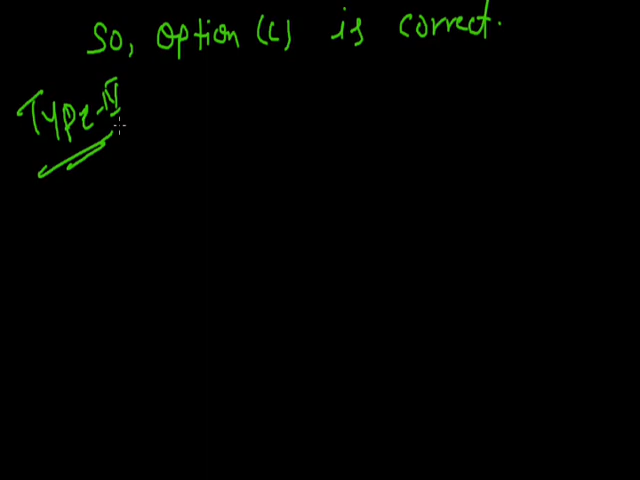 So, option (c) is correct.
Type-IV